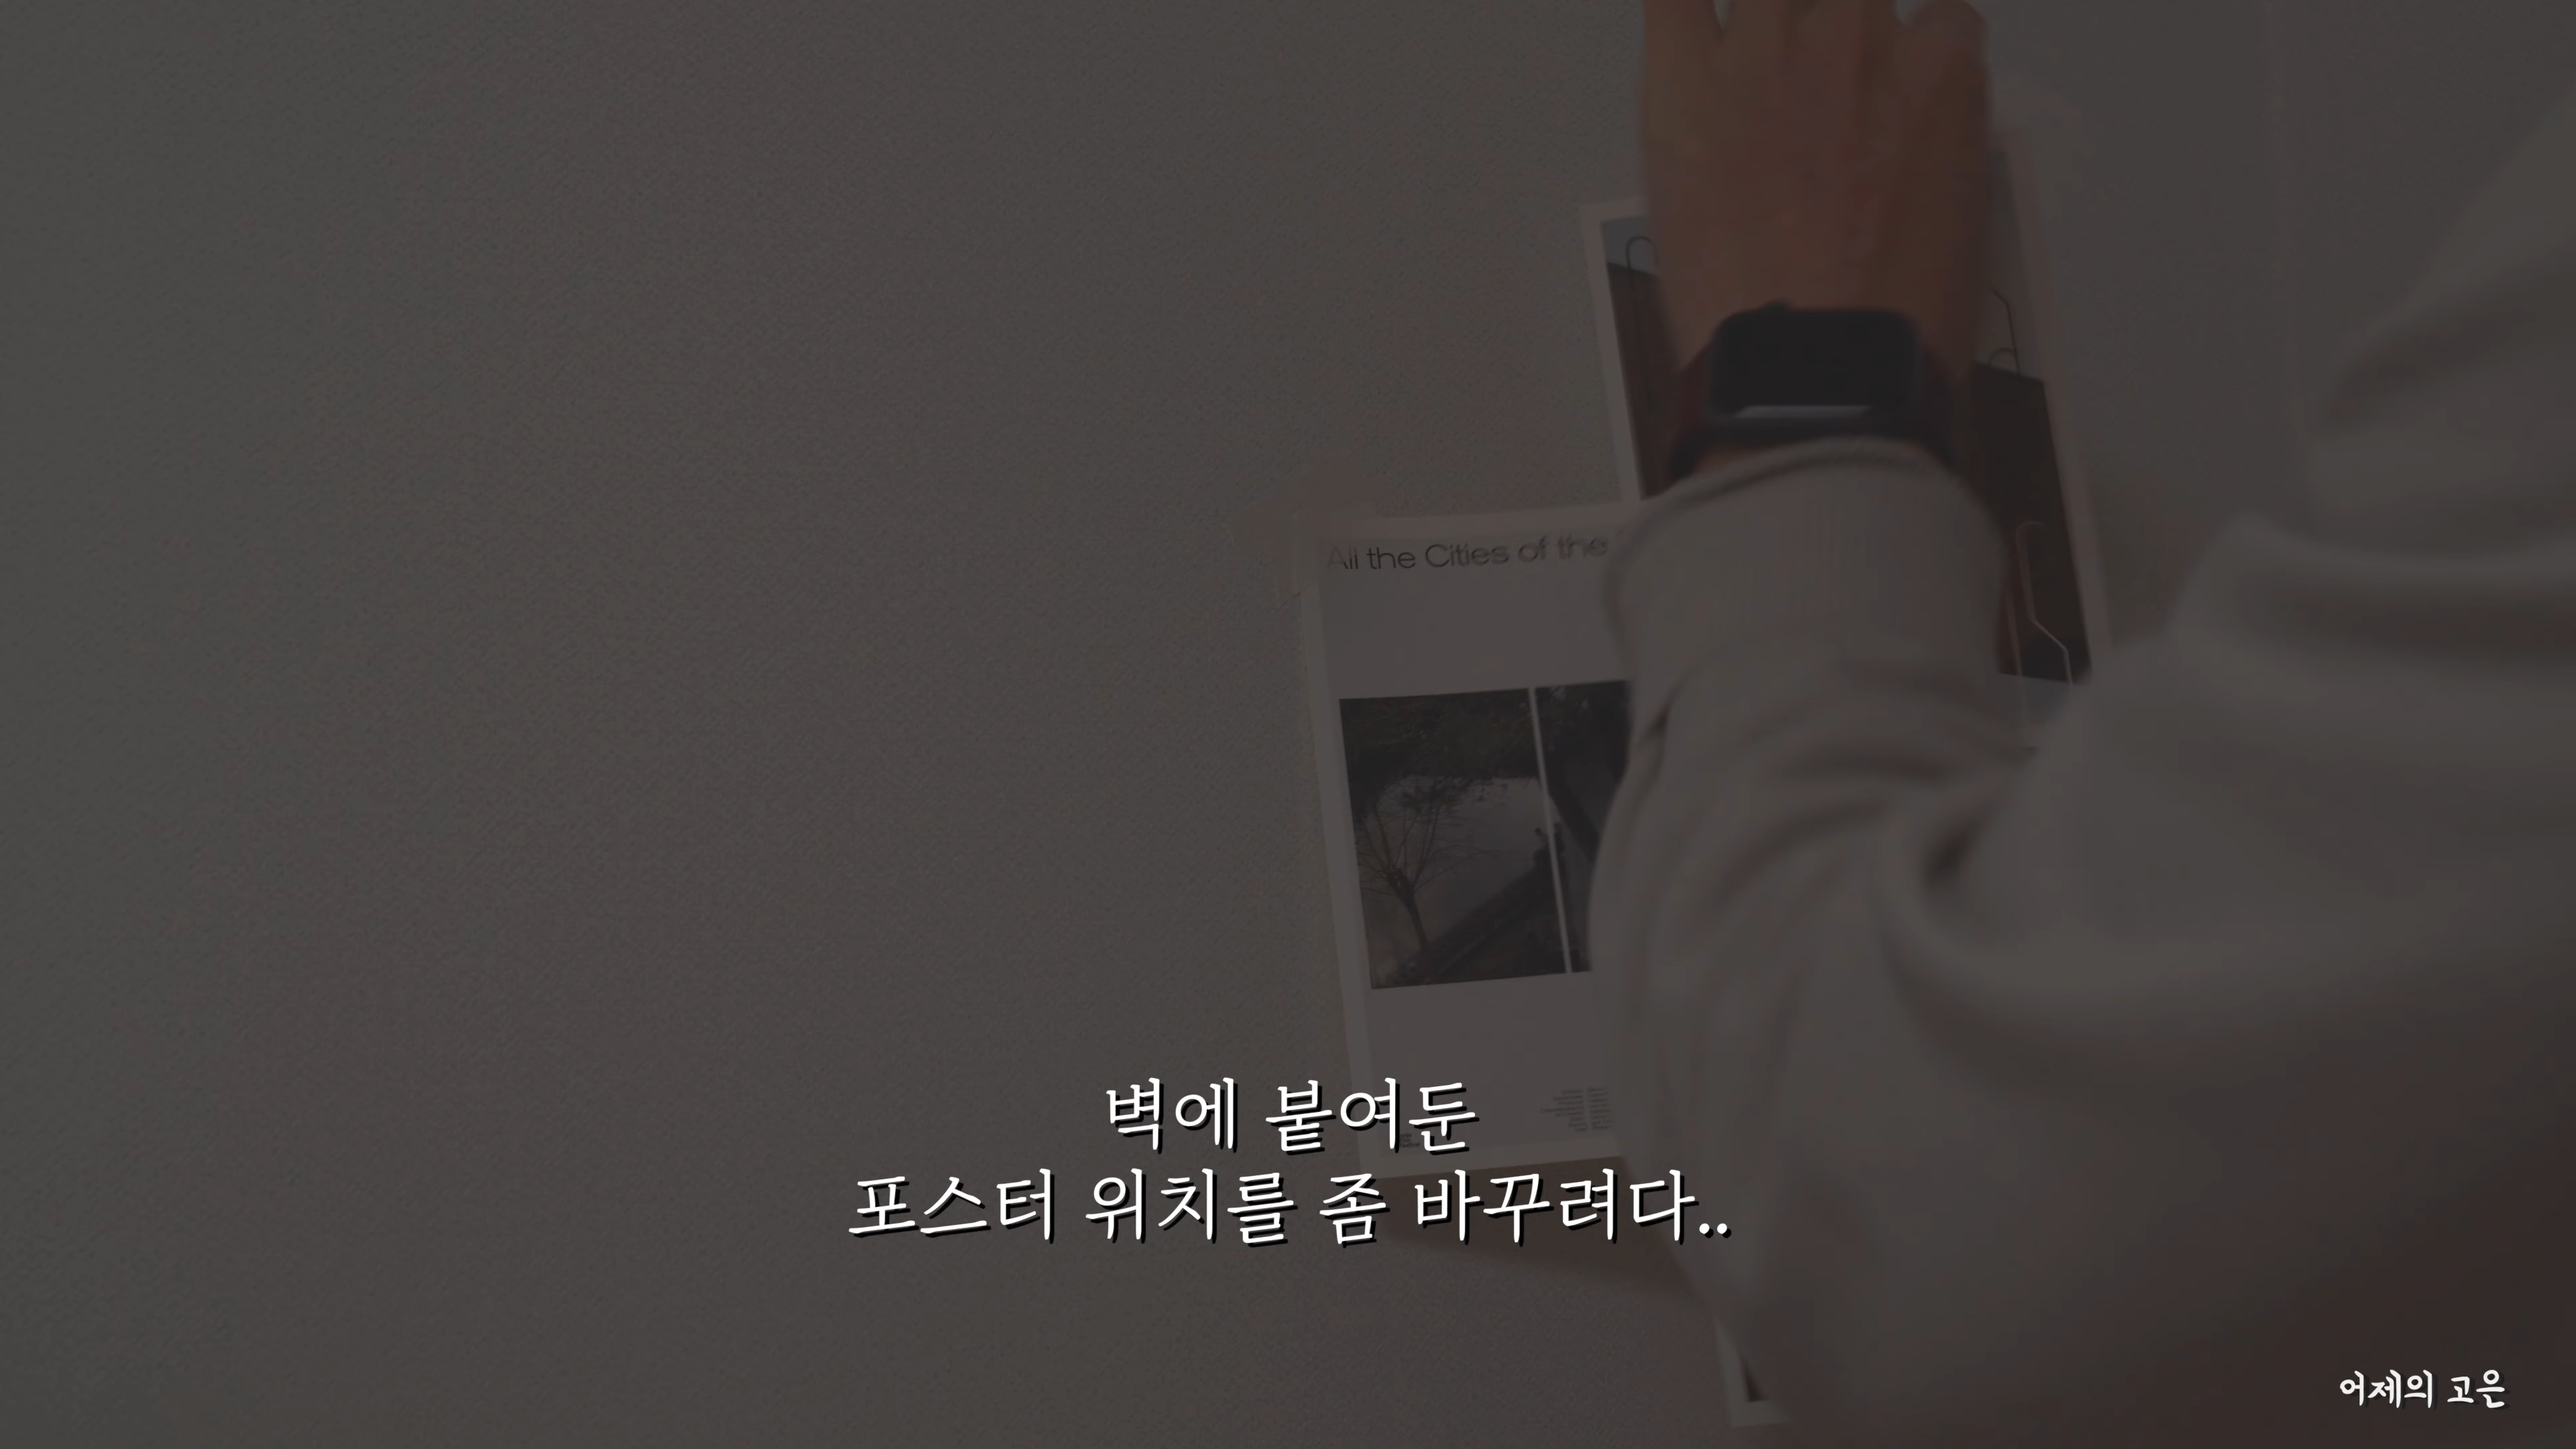 All the Cities of the
벽에 붙여둔
포스터 위치를 좀 바꾸려다..
어제의 고은